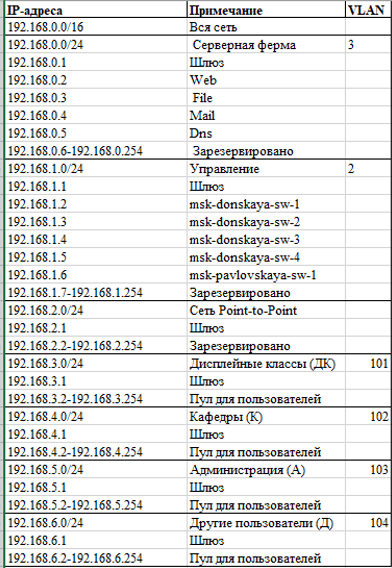 IP-адреса Примечание VLAN
192.168.0.0/16 Вся сеть
192.168.0.0/24 Серверная ферма 3
192.168.0.1 Шлюз
192.168.0.2 Web
192.168.0.3 File
192.168.0.4 Mail
192.168.0.5 Dns
192.168.0.6-192.168.0.254 Зарезервировано
192.168.1.0/24 Управление 2
192.168.1.1 Шлюз
192.168.1.2 msk-donskaya-sw-1
192.168.1.3 msk-donskaya-sw-2
192.168.1.4 msk-donskaya-sw-3
192.168.1.5 msk-donskaya-sw-4
192.168.1.6 msk-pavlovskaya-sw-1
192.168.1.7-192.168.1.254 Зарезервировано
192.168.2.0/24 Сеть Point-to-Point
192.168.2.1 Шлюз
192.168.2.2-192.168.2.254 Зарезервировано
192.168.3.0/24 Дисплейные классы (ДК) 101
192.168.3.1 Шлюз
192.168.3.2-192.168.3.254 Пул для пользователей
192.168.4.0/24 Кафедры (К) 102
192.168.4.1 Шлюз
192.168.4.2-192.168.4.254 Пул для пользователей
192.168.5.0/24 Администрация (А) 103
192.168.5.1 Шлюз
192.168.5.2-192.168.5.254 Пул для пользователей
192.168.6.0/24 Другие пользователи (Д) 104
192.168.6.1 Шлюз
192.168.6.2-192.168.6.254 Пул для пользователей